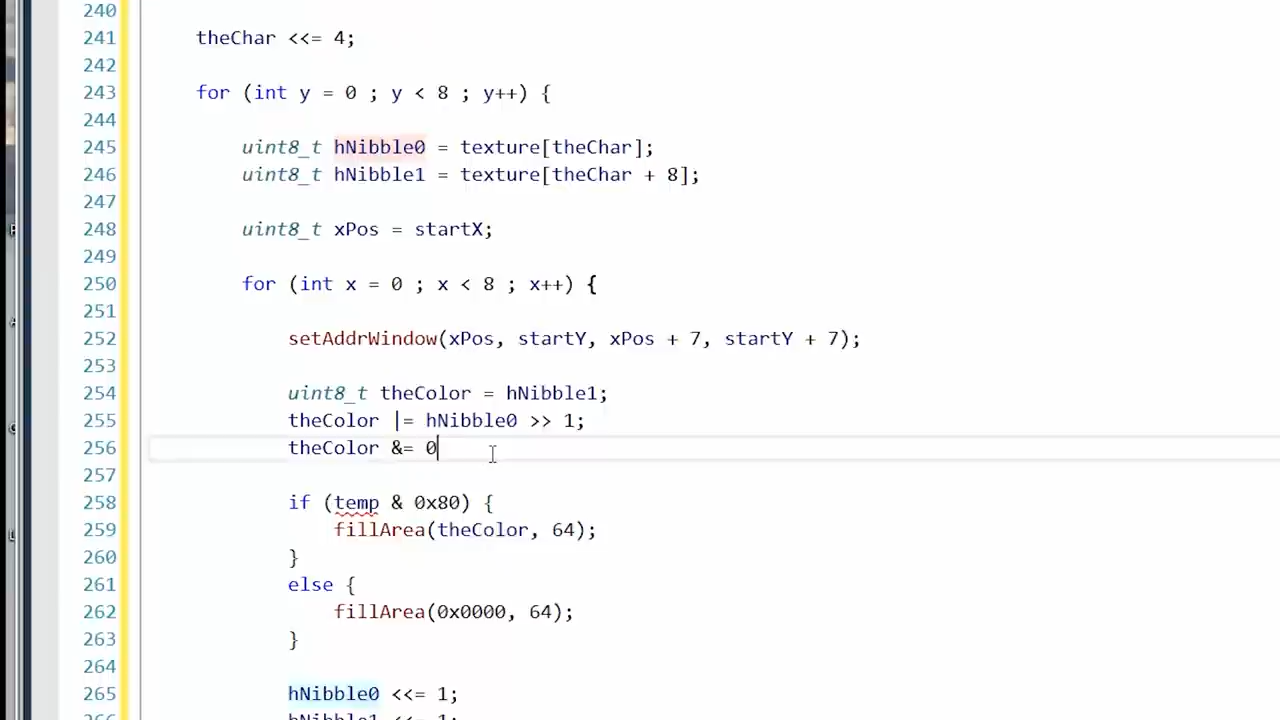 240
241 theChar <<= 4;
242
243 for (int y = 0 ; y < 8 ; y++) {
244
245 uint8_t hNibble0 = texture[theChar];
246 uint8_t hNibble1 = texture[theChar + 8];
247
248 uint8_t xPos = startX;
249
250 for (int x = 0 ; x < 8 ; x++) {
251
252 setAddrWindow(xPos, startY, xPos + 7, startY + 7);
253
254 uint8_t theColor = hNibble1;
255 theColor |= hNibble0 >> 1;
256 theColor &= 0
257
258 if (temp & 0x80) {
259 fillArea(theColor, 64);
260 }
261 else {
262 fillArea(0x0000, 64);
263 }
264
265 hNibble0 <<= 1;
266 hNibble1 <<= 1;